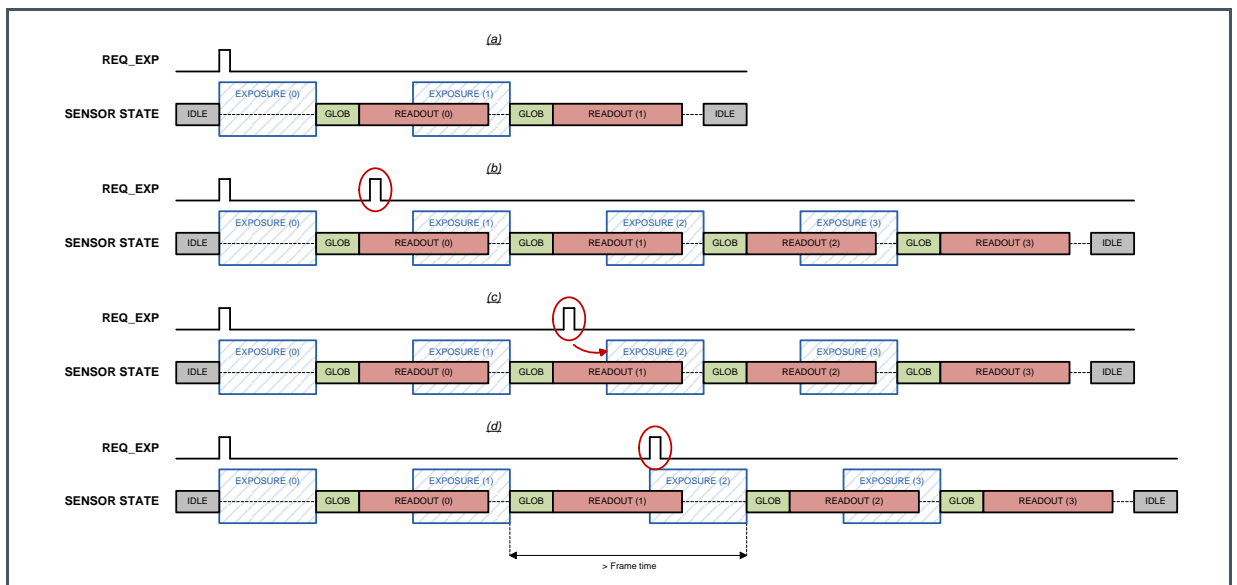 (a)
REQ_EXP
EXPOSURE (0) EXPOSURE (1)
SENSOR STATE IDLE GLOB READOUT (0) GLOB READOUT (1) IDLE
(b)
REQ_EXP
EXPOSURE (0) EXPOSURE (1) EXPOSURE (2) EXPOSURE (3)
SENSOR STATE IDLE GLOB READOUT (0) GLOB READOUT (1) GLOB READOUT (2) GLOB READOUT (3) IDLE
(c)
REQ_EXP
EXPOSURE (0) EXPOSURE (1) EXPOSURE (2) EXPOSURE (3)
SENSOR STATE IDLE GLOB READOUT (0) GLOB READOUT (1) GLOB READOUT (2) GLOB READOUT (3) IDLE
(d)
REQ_EXP
EXPOSURE (0) EXPOSURE (1) EXPOSURE (2) EXPOSURE (3)
SENSOR STATE IDLE GLOB READOUT (0) GLOB READOUT (1) GLOB READOUT (2) GLOB READOUT (3) IDLE
> Frame time